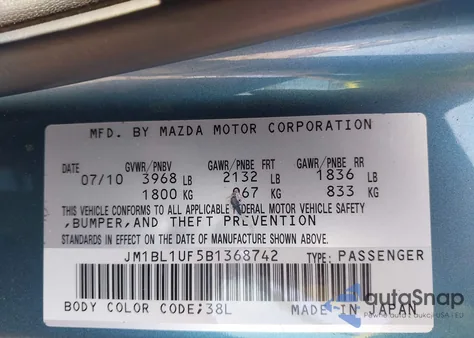 MFD. BY MAZDA MOTOR CORPORATION
DATE GVWR/PNBV GAWR/PNBE FRT GAWR/PNBE RR
07/10 3968 LB 2132 LB 1836 LB
1800 KG 67 KG 833 KG
THIS VEHICLE CONFORMS TO ALL APPLICABLE FEDERAL MOTOR VEHICLE SAFETY
,BUMPER,AND THEFT PREVENTION
STANDARDS IN EFFECT ON THE DATE OF MANUFACTURE SHOWN ABOVE.
JM1BL1UF5B1368742 TYPE: PASSENGER
BODY COLOR CODE;38L MADE-IN JAPAN
autoSnap